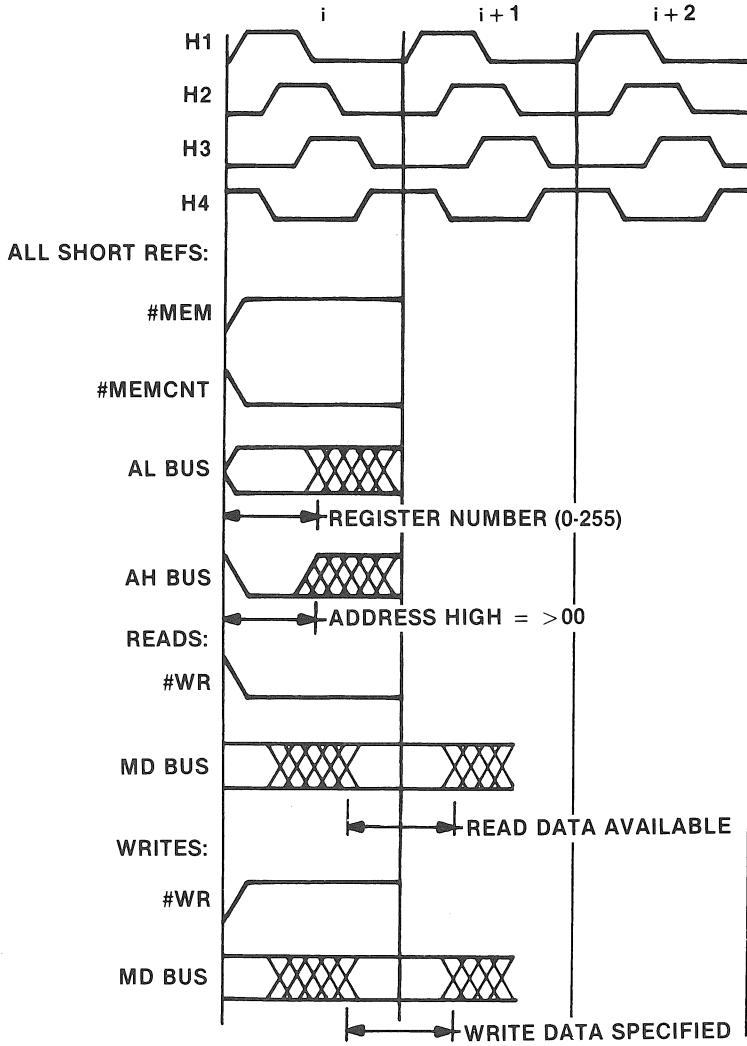 i i + 1 i + 2
H1
H2
H3
H4
ALL SHORT REFS:
#MEM
#MEMCNT
AL BUS
REGISTER NUMBER (0-255)
AH BUS
ADDRESS HIGH = >00
READS:
#WR
MD BUS
READ DATA AVAILABLE
WRITES:
#WR
MD BUS
WRITE DATA SPECIFIED